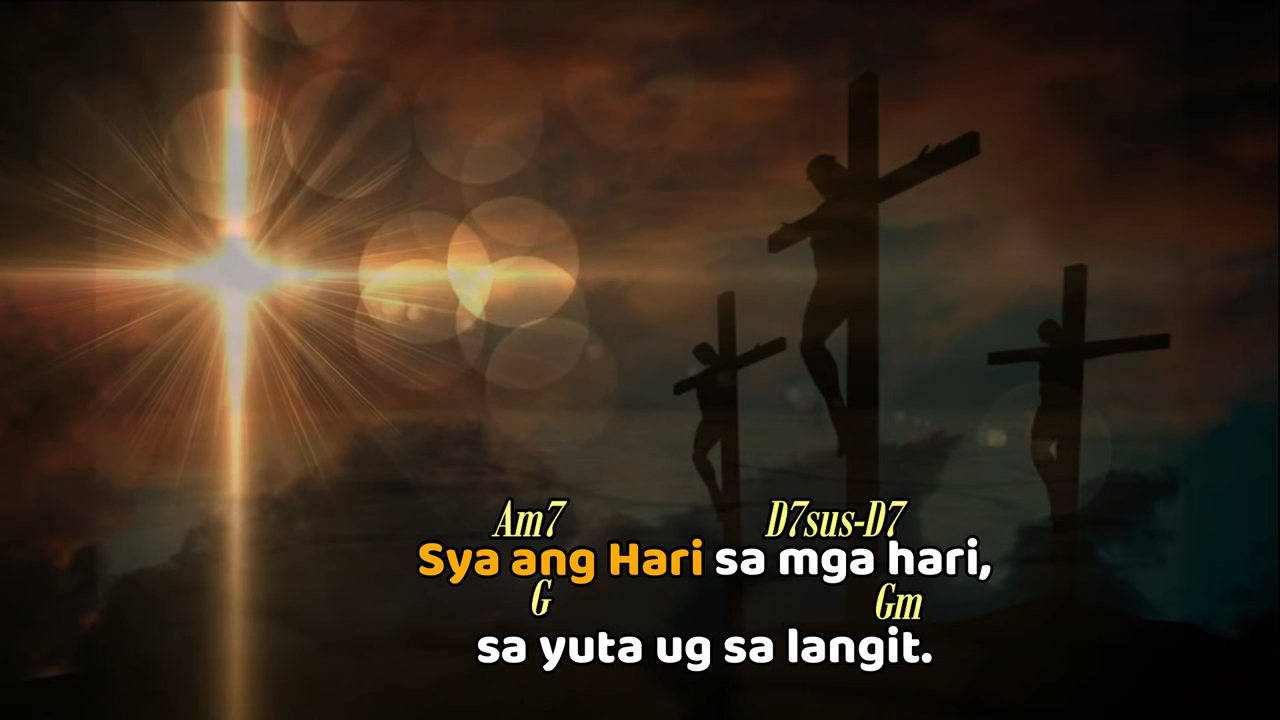 Am7 D7sus-D7
Sya ang Hari sa mga hari,
G Gm
sa yuta ug sa langit.